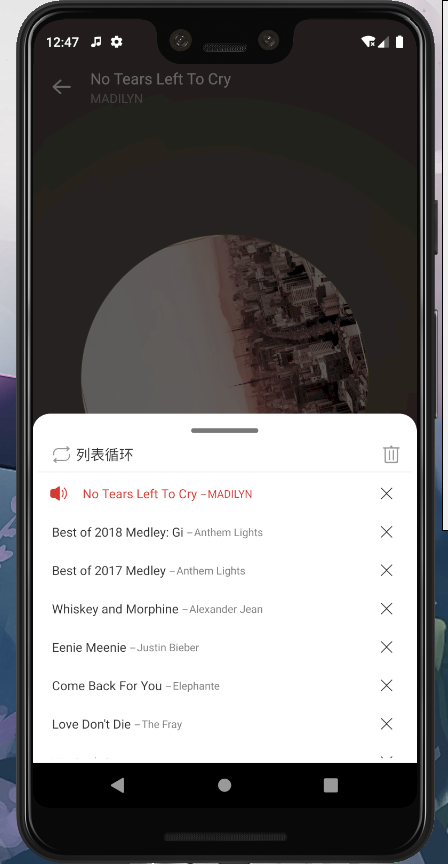 12:47
No Tears Left To Cry
MADILYN
列表循环
No Tears Left To Cry –MADILYN
Best of 2018 Medley: Gi –Anthem Lights
Best of 2017 Medley –Anthem Lights
Whiskey and Morphine –Alexander Jean
Eenie Meenie –Justin Bieber
Come Back For You –Elephante
Love Don't Die –The Fray